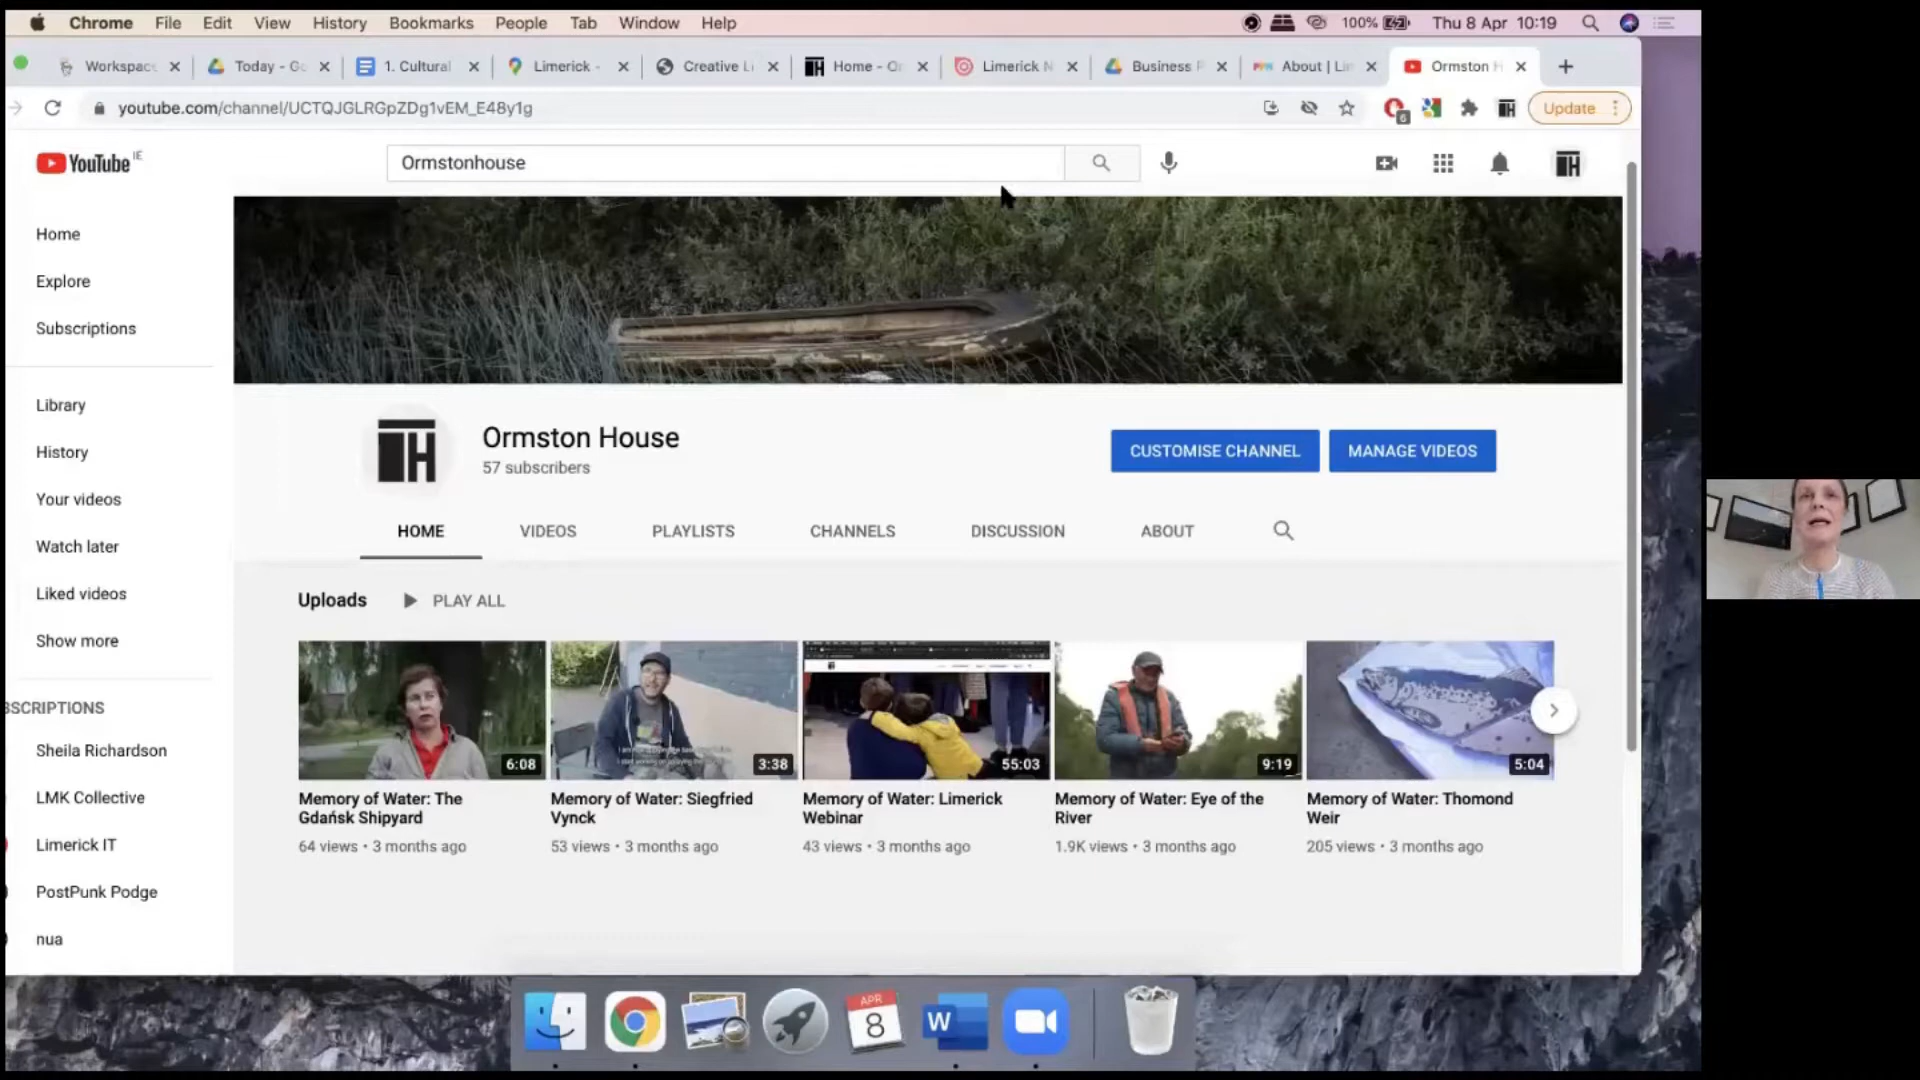 Chrome File Edit View History Bookmarks People Tab Window Help 100% Thu 8 Apr 10:19
Workspac Today - Go 1. Cultural Limerick - Creative Li Home - Or Limerick N Business P About | Lim Ormston H
youtube.com/channel/UCTQJGLRGpZDg1vEM_E48y1g 6 Update
YouTube IE Ormstonhouse
Home
Explore
Subscriptions
Library
History
Your videos
Watch later
Liked videos
Show more
BSCRIPTIONS
Sheila Richardson
LMK Collective
Limerick IT
PostPunk Podge
nua
Ormston House
57 subscribers
CUSTOMISE CHANNEL MANAGE VIDEOS
HOME VIDEOS PLAYLISTS CHANNELS DISCUSSION ABOUT
Uploads PLAY ALL
6:08
Memory of Water: The
Gdańsk Shipyard
64 views • 3 months ago
3:38
Memory of Water: Siegfried
Vynck
53 views • 3 months ago
55:03
Memory of Water: Limerick
Webinar
43 views • 3 months ago
9:19
Memory of Water: Eye of the
River
1.9K views • 3 months ago
5:04
Memory of Water: Thomond
Weir
205 views • 3 months ago
APR
8
W